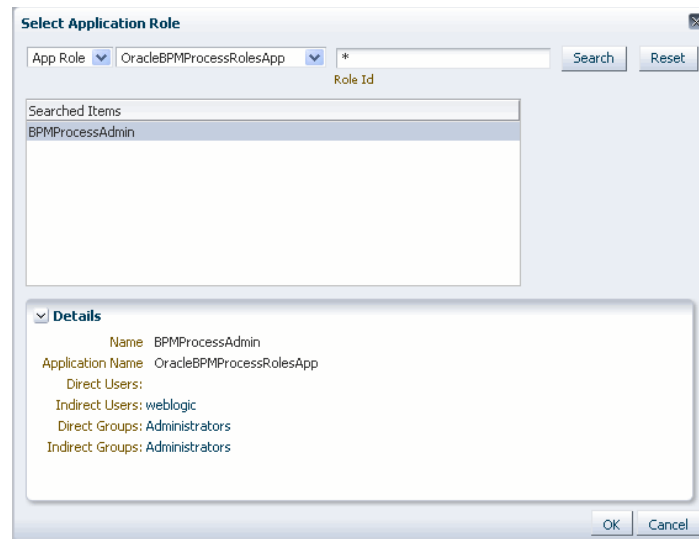 Select Application Role
App Role OracleBPMProcessRolesApp * Search Reset
Role Id
Searched Items
BPMProcessAdmin
Details
Name BPMProcessAdmin
Application Name OracleBPMProcessRolesApp
Direct Users:
Indirect Users: weblogic
Direct Groups: Administrators
Indirect Groups: Administrators
OK Cancel